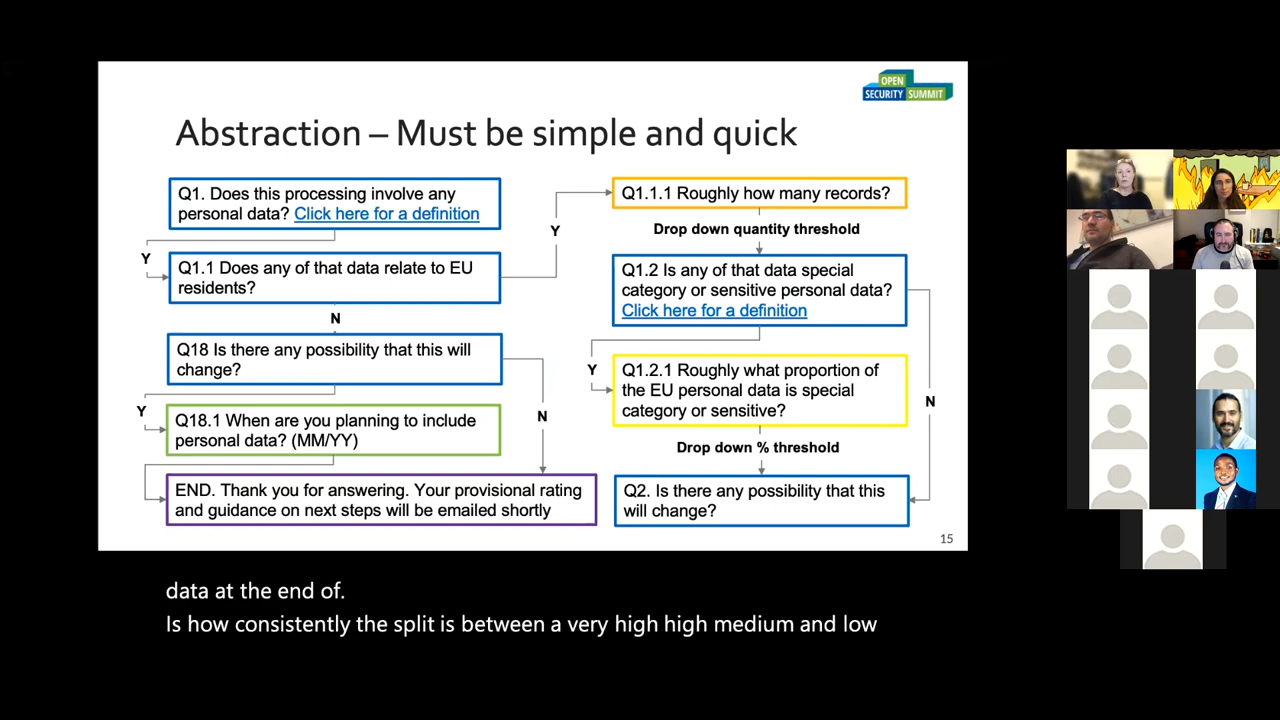 OPEN
SECURITY SUMMIT
Abstraction – Must be simple and quick
Q1. Does this processing involve any
personal data? Click here for a definition
Y
Q1.1 Does any of that data relate to EU
residents?
N
Q18 Is there any possibility that this will
change?
Y
N
Q18.1 When are you planning to include
personal data? (MM/YY)
END. Thank you for answering. Your provisional rating
and guidance on next steps will be emailed shortly
Y
Q1.1.1 Roughly how many records?
Drop down quantity threshold
Q1.2 Is any of that data special
category or sensitive personal data?
Click here for a definition
Y
Q1.2.1 Roughly what proportion of
the EU personal data is special
category or sensitive?
N
Drop down % threshold
Q2. Is there any possibility that this
will change?
15
data at the end of.
Is how consistently the split is between a very high high medium and low